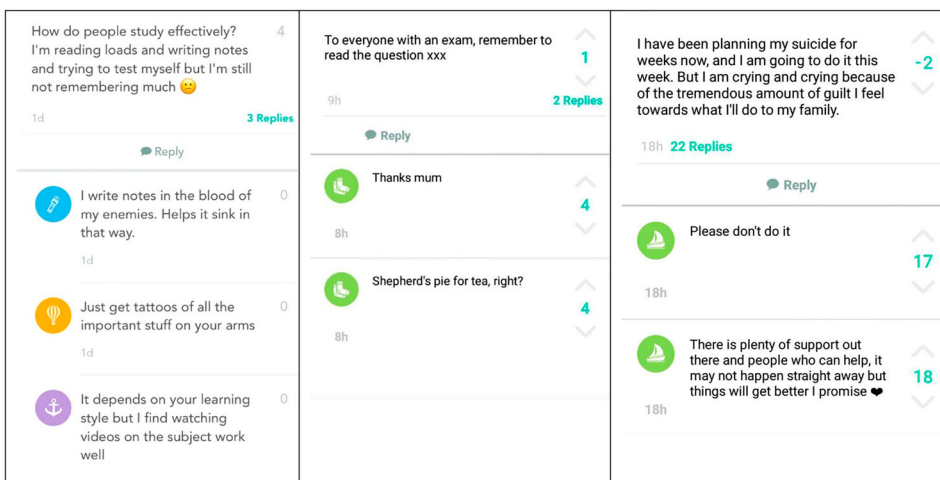 How do people study effectively?
I'm reading loads and writing notes
and trying to test myself but I'm still
not remembering much 😕
4
1d
3 Replies
Reply
I write notes in the blood of
my enemies. Helps it sink in
that way.
0
1d
Just get tattoos of all the
important stuff on your arms
0
1d
It depends on your learning
style but I find watching
videos on the subject work
well
0
To everyone with an exam, remember to
read the question xxx
1
9h
2 Replies
Reply
Thanks mum
4
8h
Shepherd's pie for tea, right?
4
8h
I have been planning my suicide for
weeks now, and I am going to do it this
week. But I am crying and crying because
of the tremendous amount of guilt I feel
towards what I'll do to my family.
-2
18h 22 Replies
Reply
Please don't do it
17
18h
There is plenty of support out
there and people who can help, it
may not happen straight away but
things will get better I promise ❤
18
18h